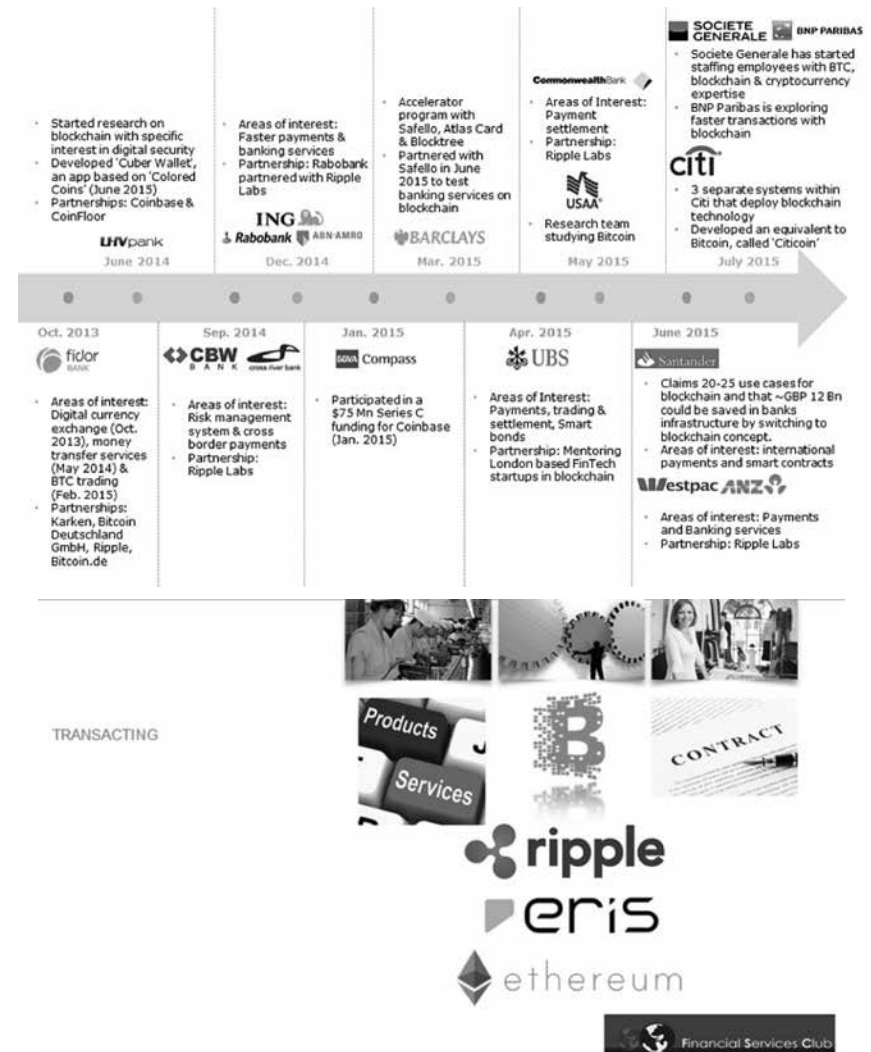 SOCIETE
GENERALE
BNP PARIBAS
• Societe Generale has started
staffing employees with BTC,
blockchain & cryptocurrency
expertise
• BNP Paribas is exploring
faster transactions with
blockchain
citi
• 3 separate systems within
Citi that deploy blockchain
technology
• Developed an equivalent to
Bitcoin, called 'Citicoin'
July 2015
CommonwealthBank
• Areas of Interest:
Payment
settlement
• Partnership:
Ripple Labs
USAA®
• Research team
studying Bitcoin
May 2015
• Accelerator
program with
Safello, Atlas Card
& Blocktree
• Partnered with
Safello in June
2015 to test
banking services on
blockchain
BARCLAYS
Mar. 2015
• Areas of interest:
Faster payments &
banking services
• Partnership: Rabobank
partnered with Ripple
Labs
ING
Rabobank ABN·AMRO
Dec. 2014
• Started research on
blockchain with specific
interest in digital security
• Developed 'Cuber Wallet',
an app based on 'Colored
Coins' (June 2015)
• Partnerships: Coinbase &
CoinFloor
LHVpank
June 2014
Oct. 2013
fidor
BANK
• Areas of interest:
Digital currency
exchange (Oct.
2013), money
transfer services
(May 2014) &
BTC trading
(Feb. 2015)
• Partnerships:
Karken, Bitcoin
Deutschland
GmbH, Ripple,
Bitcoin.de
Sep. 2014
CBW
BANK
cross river bank
• Areas of interest:
Risk management
system & cross
border payments
• Partnership:
Ripple Labs
Jan. 2015
BBVA Compass
• Participated in a
$75 Mn Series C
funding for Coinbase
(Jan. 2015)
Apr. 2015
UBS
• Areas of Interest:
Payments, trading &
settlement, Smart
bonds
• Partnership: Mentoring
London based FinTech
startups in blockchain
June 2015
Santander
• Claims 20-25 use cases for
blockchain and that ~GBP 12 Bn
could be saved in banks
infrastructure by switching to
blockchain concept.
• Areas of interest: international
payments and smart contracts
Westpac ANZ
• Areas of interest: Payments
and Banking services
• Partnership: Ripple Labs
TRANSACTING
Products
Services
CONTRACT
ripple
eris
ethereum
Financial Services Club